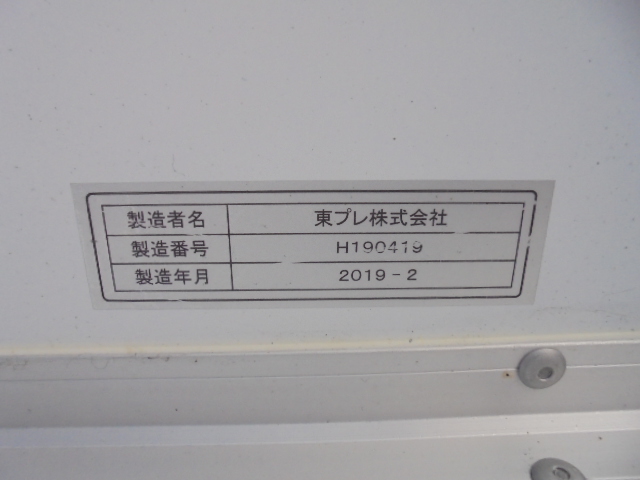 製造者名 東プレ株式会社
製造番号 H190419
製造年月 2019-2